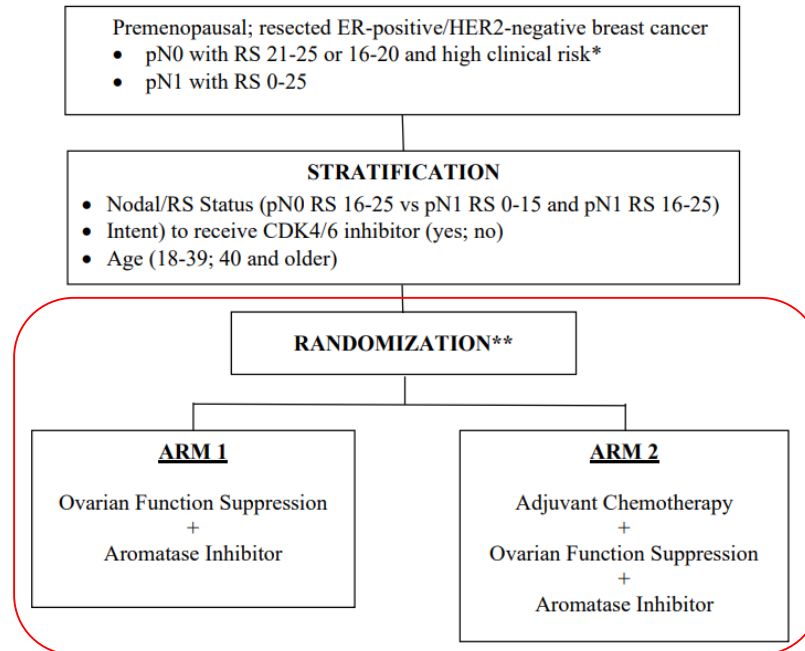 Premenopausal; resected ER-positive/HER2-negative breast cancer
• pN0 with RS 21-25 or 16-20 and high clinical risk*
• pN1 with RS 0-25
STRATIFICATION
• Nodal/RS Status (pN0 RS 16-25 vs pN1 RS 0-15 and pN1 RS 16-25)
• Intent) to receive CDK4/6 inhibitor (yes; no)
• Age (18-39; 40 and older)
RANDOMIZATION**
ARM 1
Ovarian Function Suppression
+
Aromatase Inhibitor
ARM 2
Adjuvant Chemotherapy
+
Ovarian Function Suppression
+
Aromatase Inhibitor